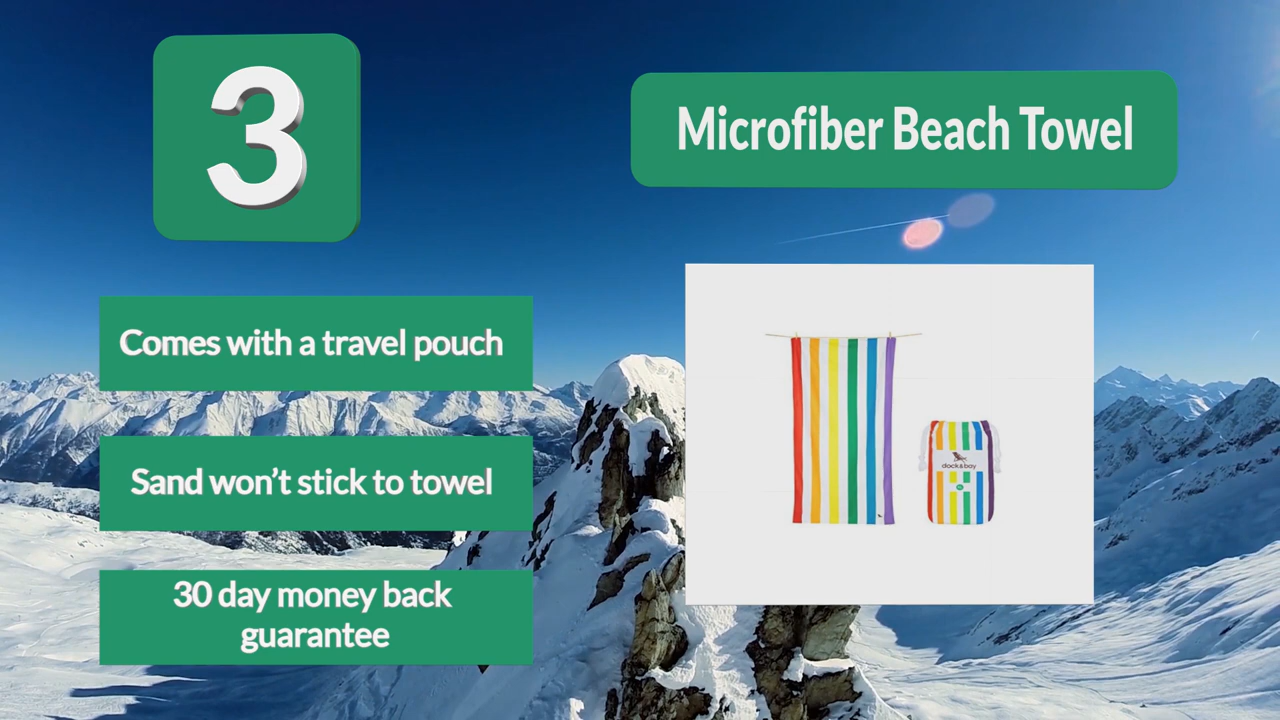 3
Microfiber Beach Towel
Comes with a travel pouch
Sand won't stick to towel
30 day money back
guarantee
dock&bay